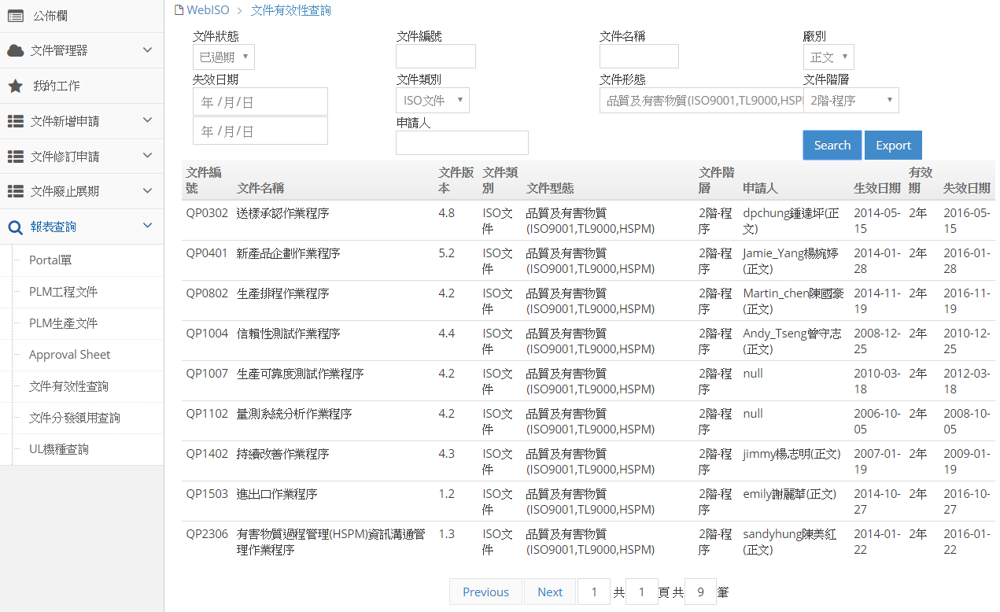 公佈欄
文件管理器
我的工作
文件新增申請
文件修訂申請
文件廢止展期
報表查詢
Portal單
PLM工程文件
PLM生產文件
Approval Sheet
文件有效性查詢
文件分發領用查詢
UL機種查詢
WebISO > 文件有效性查詢
文件狀態 文件編號 文件名稱 廠別
已過期 正文
失效日期 文件類別 文件形態 文件階層
年 /月/日 ISO文件 品質及有害物質(ISO9001,TL9000,HSPM 2階-程序
年 /月/日 申請人
Search Export
文件編 文件版 文件類 文件階 有效
號 文件名稱 本 別 文件型態 層 申請人 生效日期 期 失效日期
QP0302 送樣承認作業程序 4.8 ISO文 品質及有害物質 2階-程 dpchung鍾達坪(正 2014-05- 2年 2016-05-
件 (ISO9001,TL9000,HSPM) 序 文) 15 15
QP0401 新產品企劃作業程序 5.2 ISO文 品質及有害物質 2階-程 Jamie_Yang楊婉婷 2014-01- 2年 2016-01-
件 (ISO9001,TL9000,HSPM) 序 (正文) 28 28
QP0802 生產排程作業程序 4.2 ISO文 品質及有害物質 2階-程 Martin_chen陳國豪 2014-11- 2年 2016-11-
件 (ISO9001,TL9000,HSPM) 序 (正文) 19 19
QP1004 信賴性測試作業程序 4.4 ISO文 品質及有害物質 2階-程 Andy_Tseng曾守志 2008-12- 2年 2010-12-
件 (ISO9001,TL9000,HSPM) 序 (正文) 25 25
QP1007 生產可靠度測試作業程序 4.2 ISO文 品質及有害物質 2階-程 null 2010-03- 2年 2012-03-
件 (ISO9001,TL9000,HSPM) 序 18 18
QP1102 量測系統分析作業程序 4.2 ISO文 品質及有害物質 2階-程 null 2006-10- 2年 2008-10-
件 (ISO9001,TL9000,HSPM) 序 05 05
QP1402 持續改善作業程序 4.3 ISO文 品質及有害物質 2階-程 jimmy楊志明(正文) 2007-01- 2年 2009-01-
件 (ISO9001,TL9000,HSPM) 序 19 19
QP1503 進出口作業程序 1.2 ISO文 品質及有害物質 2階-程 emily謝麗華(正文) 2014-10- 2年 2016-10-
件 (ISO9001,TL9000,HSPM) 序 27 27
QP2306 有害物質過程管理(HSPM)資訊溝通管 1.3 ISO文 品質及有害物質 2階-程 sandyhung陳美紅 2014-01- 2年 2016-01-
理作業程序 件 (ISO9001,TL9000,HSPM) 序 (正文) 22 22
Previous Next 1 共 1 頁 共 9 筆